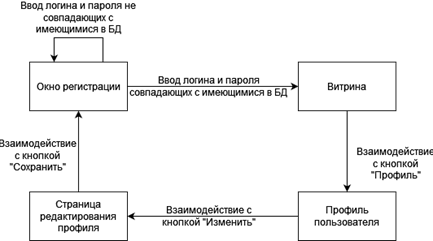 Ввод логина и пароля не
совпадающих с
имеющимися в БД
Окно регистрации
Ввод логина и пароля
совпадающих с имеющимися в БД
Витрина
Взаимодействие
с кнопкой
"Сохранить"
Взаимодействие
с кнопкой
"Профиль"
Страница
редактирования
профиля
Взаимодействие с
кнопкой "Изменить"
Профиль
пользователя